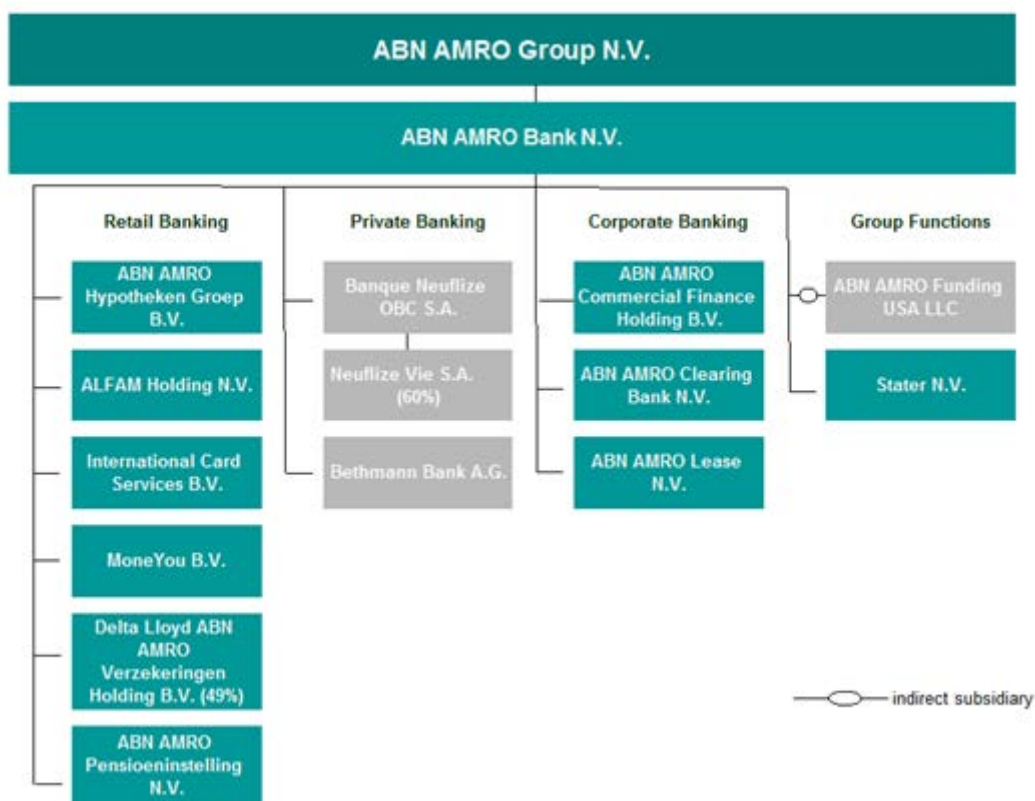 ABN AMRO Group N.V.
ABN AMRO Bank N.V.
Retail Banking
ABN AMRO
Hypotheken Groep
B.V.
ALFAM Holding N.V.
International Card
Services B.V.
MoneYou B.V.
Delta Lloyd ABN
AMRO
Verzekeringen
Holding B.V. (49%)
ABN AMRO
Pensioeninstelling
N.V.
Private Banking
Banque Neuflize
OBC S.A.
Neuflize Vie S.A.
(60%)
Bethmann Bank A.G.
Corporate Banking
ABN AMRO
Commercial Finance
Holding B.V.
ABN AMRO Clearing
Bank N.V.
ABN AMRO Lease
N.V.
Group Functions
ABN AMRO Funding
USA LLC
Stater N.V.
indirect subsidiary